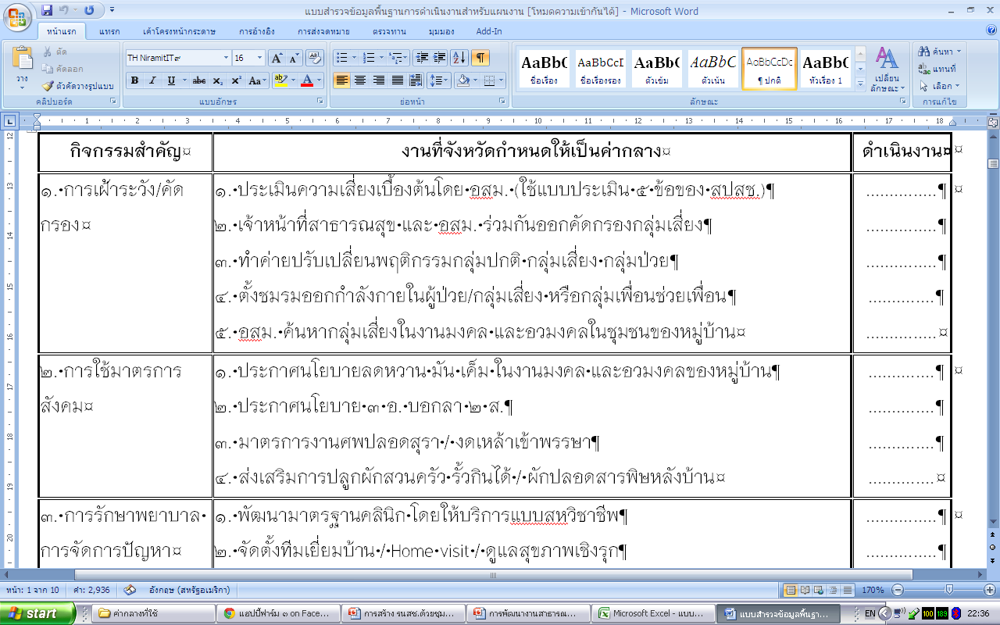 แบบสำรวจข้อมูลพื้นฐานการดำเนินงานสำหรับแผนงาน [โหมดความเข้ากันได้] - Microsoft Word
หน้าแรก แทรก เค้าโครงหน้ากระดาษ การอ้างอิง การส่งจดหมาย ตรวจทาน มุมมอง Add-In
วาง ตัด คัดลอก ตัวคัดวางรูปแบบ
คลิปบอร์ด
TH NiramitIT๙ 16
แบบอักษร
ย่อหน้า
AaBbC AaBbCcI AaBbC AaBbC AaBbCcDc AaBbC
ชื่อเรื่อง ชื่อเรื่องรอง ตัวเข้ม ตัวเน้น ¶ ปกติ หัวเรื่อง 1
เปลี่ยนลักษณะ
ลักษณะ
ค้นหา
แทนที่
เลือก
การแก้ไข
1 2 3 4 5 6 7 8 9 10 11 12 13 14 15 16 17 18
12 13 14 15 16 17 18 19 20
กิจกรรมสำคัญ¤ งานที่จังหวัดกำหนดให้เป็นค่ากลาง¤ ดำเนินงาน¤ ¤
๑.•การเฝ้าระวัง/คัด
กรอง¤
๑.•ประเมินความเสี่ยงเบื้องต้นโดย•อสม.•(ใช้แบบประเมิน•๕•ข้อของ•สปสช.)¶ ..............¶ ¤
๒.•เจ้าหน้าที่สาธารณสุข•และ•อสม.•ร่วมกันออกคัดกรองกลุ่มเสี่ยง¶ ..............¶
๓.•ทำค่ายปรับเปลี่ยนพฤติกรรมกลุ่มปกติ•กลุ่มเสี่ยง•กลุ่มป่วย¶ ..............¶
๔.•ตั้งชมรมออกกำลังกายในผู้ป่วย/กลุ่มเสี่ยง•หรือกลุ่มเพื่อนช่วยเพื่อน¶ ..............¶
๕.•อสม.•ค้นหากลุ่มเสี่ยงในงานมงคล•และอวมงคลในชุมชนของหมู่บ้าน¤ ..............¤
๒.•การใช้มาตรการ
สังคม¤
๑.•ประกาศนโยบายลดหวาน•มัน•เค็ม•ในงานมงคล•และอวมงคลของหมู่บ้าน¶ ..............¶ ¤
๒.•ประกาศนโยบาย•๓•อ.•บอกลา•๒•ส.¶ ..............¶
๓.•มาตรการงานศพปลอดสุรา•/•งดเหล้าเข้าพรรษา¶ ..............¶
๔.•ส่งเสริมการปลูกผักสวนครัว•รั้วกินได้•/•ผักปลอดสารพิษหลังบ้าน¤ ..............¤
๓.•การรักษาพยาบาล•
การจัดการปัญหา¤
๑.•พัฒนามาตรฐานคลินิก•โดยให้บริการแบบสหวิชาชีพ¶ ..............¶ ¤
๒.•จัดตั้งทีมเยี่ยมบ้าน•/•Home•visit•/•ดูแลสุขภาพเชิงรุก¶ ..............¶
หน้า: 1 จาก 10 คำ: 2,936 อังกฤษ (สหรัฐอเมริกา) 170%
start ค่ากลางที่ใช้ แฮปปี้ฟาร์ม ๓ on Face... การสร้าง รนสช.ด้วยชุม... การพัฒนางานสาธารณ... Microsoft Excel - แบบ... แบบสำรวจข้อมูลพื้นฐา... EN 100 189 22:36